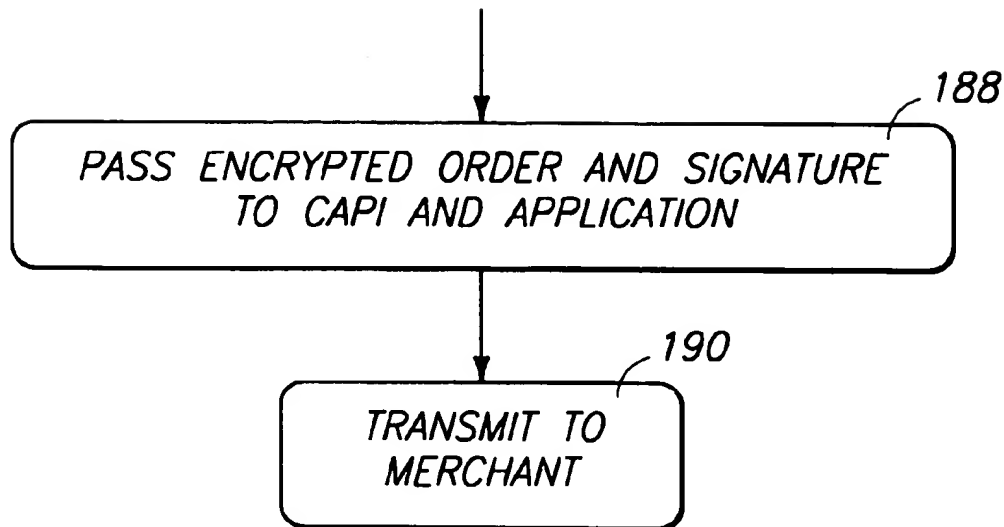 188
PASS ENCRYPTED ORDER AND SIGNATURE
TO CAPI AND APPLICATION
190
TRANSMIT TO
MERCHANT